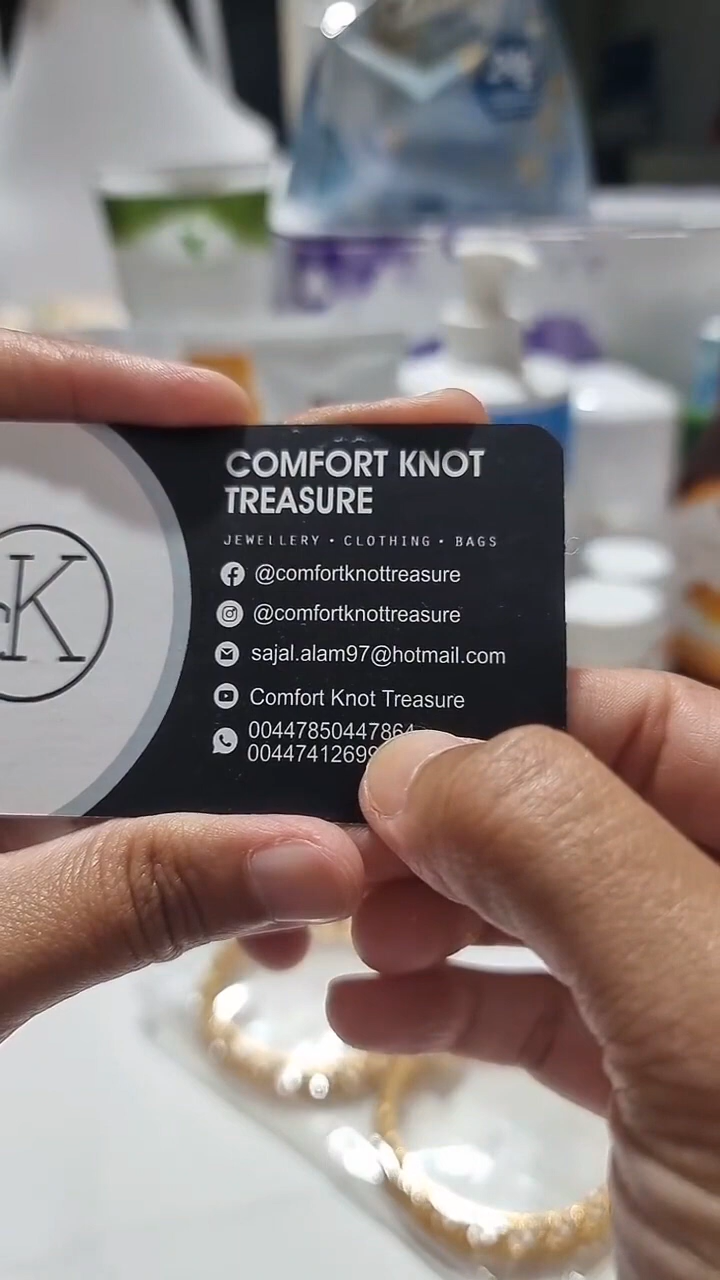 COMFORT KNOT
TREASURE
JEWELLERY • CLOTHING • BAGS
@comfortknottreasure
@comfortknottreasure
sajal.alam97@hotmail.com
Comfort Knot Treasure
00447850447864
K